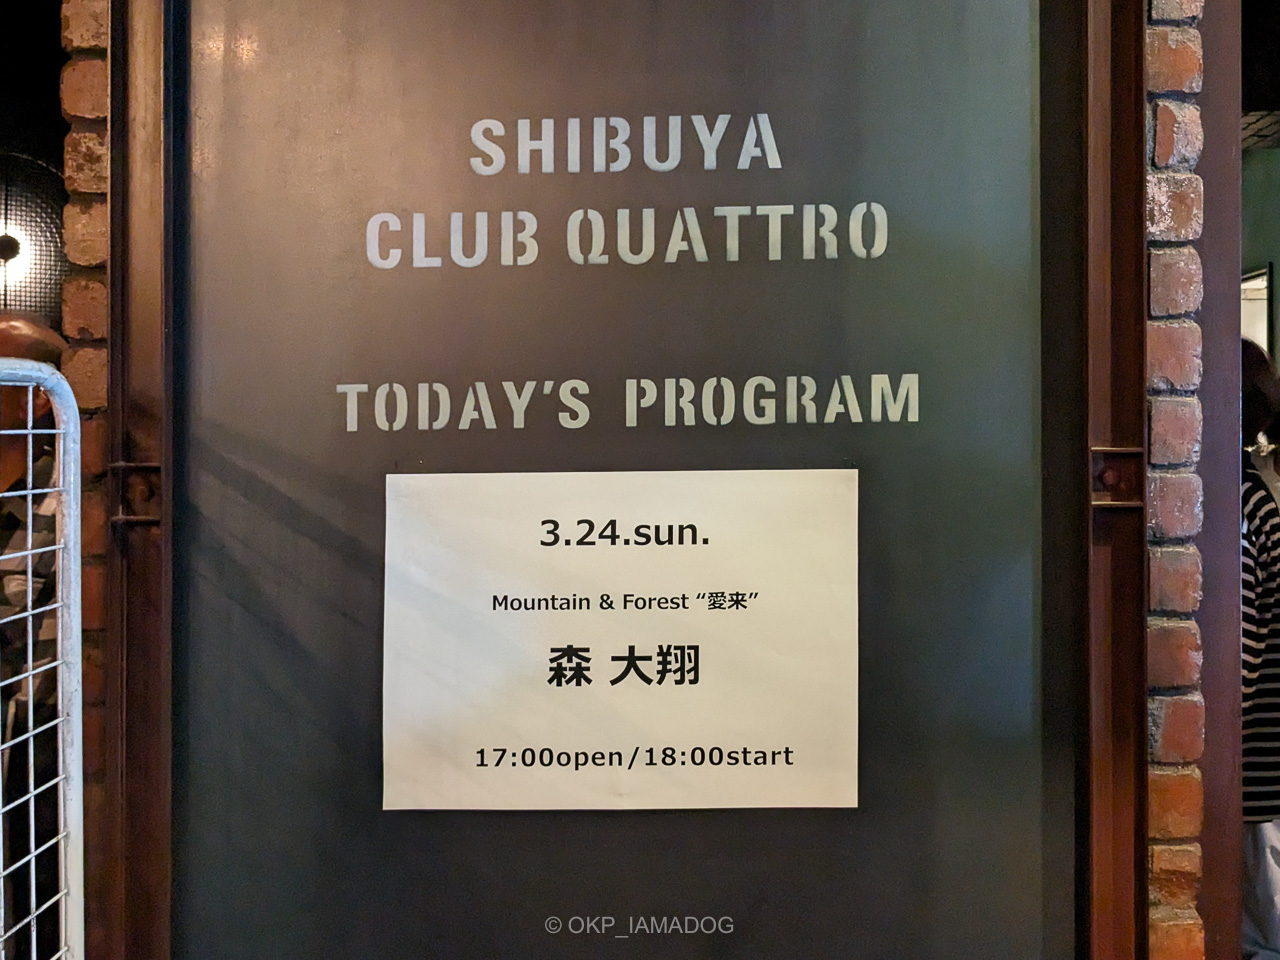 SHIBUYA
CLUB QUATTRO
TODAY'S PROGRAM
3.24.sun.
Mountain & Forest “愛来”
森 大翔
17:00open/18:00start
© OKP_IAMADOG